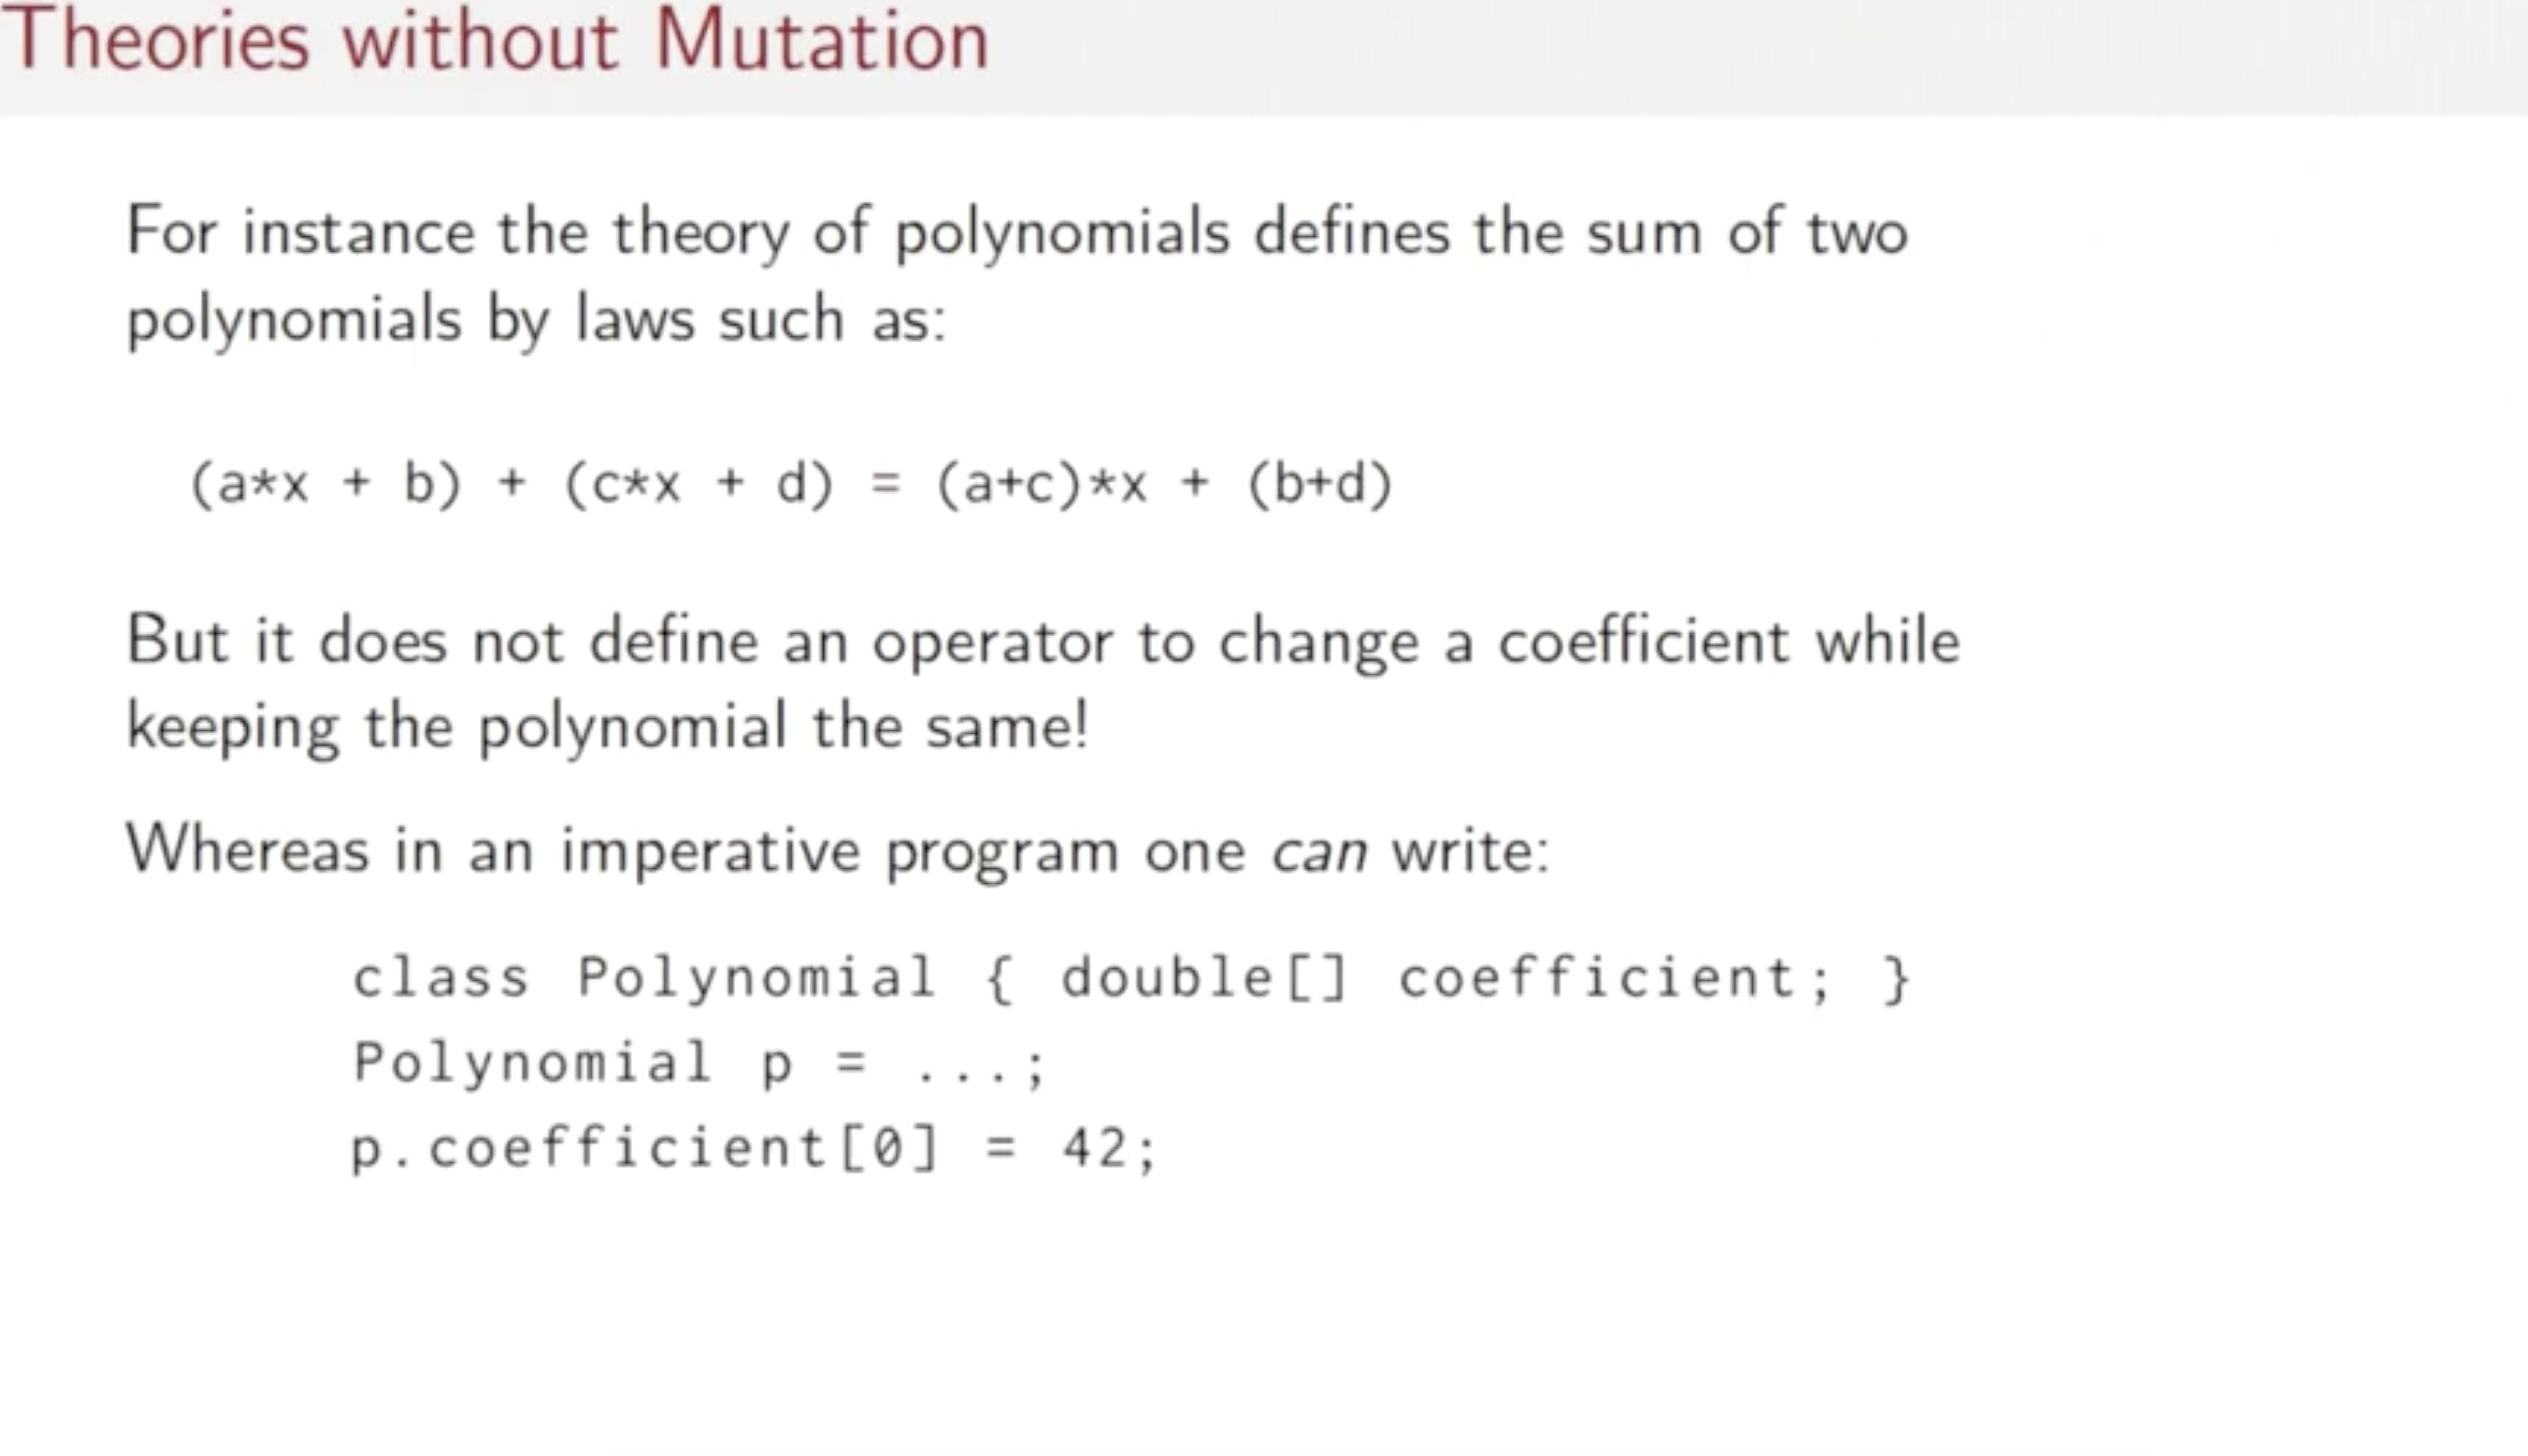 Theories without Mutation
For instance the theory of polynomials defines the sum of two
polynomials by laws such as:
(a*x + b) + (c*x + d) = (a+c)*x + (b+d)
But it does not define an operator to change a coefficient while
keeping the polynomial the same!
Whereas in an imperative program one can write:
class Polynomial { double[] coefficient; }
Polynomial p = ...;
p.coefficient[0] = 42;